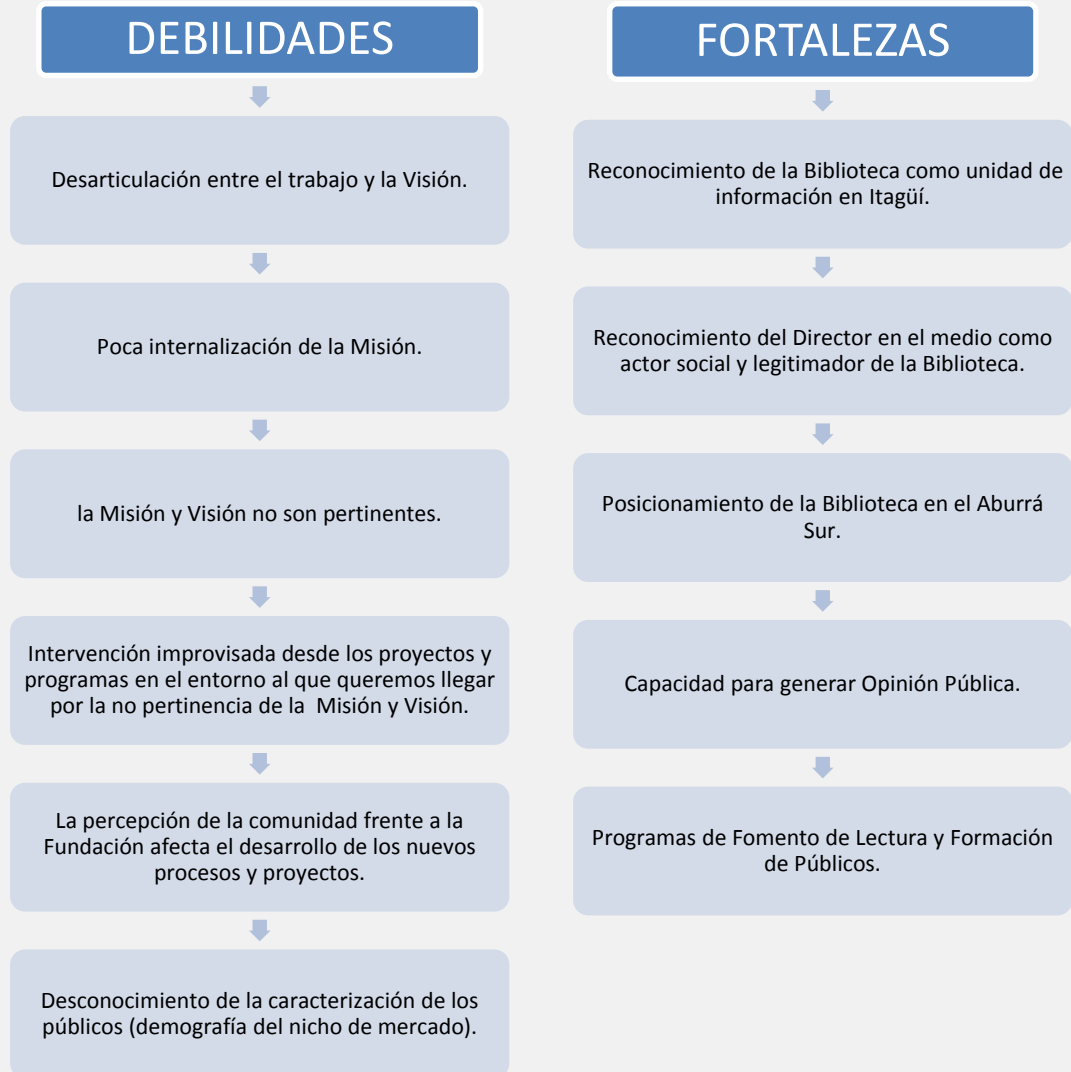 DEBILIDADES
Desarticulación entre el trabajo y la Visión.
Poca internalización de la Misión.
la Misión y Visión no son pertinentes.
Intervención improvisada desde los proyectos y
programas en el entorno al que queremos llegar
por la no pertinencia de la Misión y Visión.
La percepción de la comunidad frente a la
Fundación afecta el desarrollo de los nuevos
procesos y proyectos.
Desconocimiento de la caracterización de los
públicos (demografía del nicho de mercado).
FORTALEZAS
Reconocimiento de la Biblioteca como unidad de
información en Itagüí.
Reconocimiento del Director en el medio como
actor social y legitimador de la Biblioteca.
Posicionamiento de la Biblioteca en el Aburrá
Sur.
Capacidad para generar Opinión Pública.
Programas de Fomento de Lectura y Formación
de Públicos.